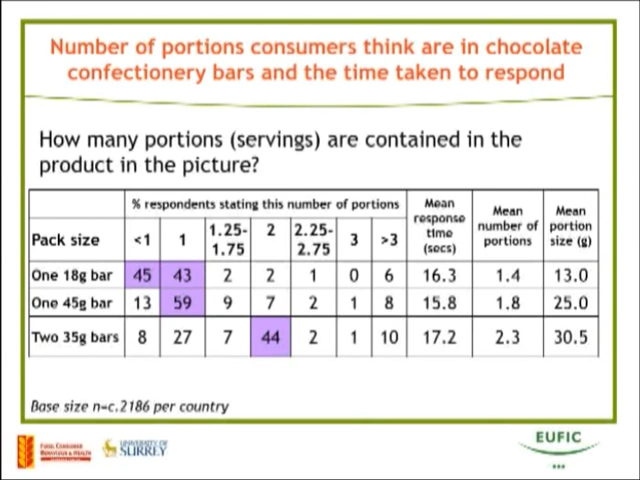 Number of portions consumers think are in chocolate
confectionery bars and the time taken to respond
How many portions (servings) are contained in the
product in the picture?
% respondents stating this number of portions
Pack size <1 1 1.25-1.75 2 2.25-2.75 3 >3 Mean response time (secs) Mean number of portions Mean portion size (g)
One 18g bar 45 43 2 2 1 0 6 16.3 1.4 13.0
One 45g bar 13 59 9 7 2 1 8 15.8 1.8 25.0
Two 35g bars 8 27 7 44 2 1 10 17.2 2.3 30.5
Base size n=c.2186 per country
FOOD, CONSUMER
BEHAVIOUR & HEALTH
UNIVERSITY OF
SURREY
EUFIC